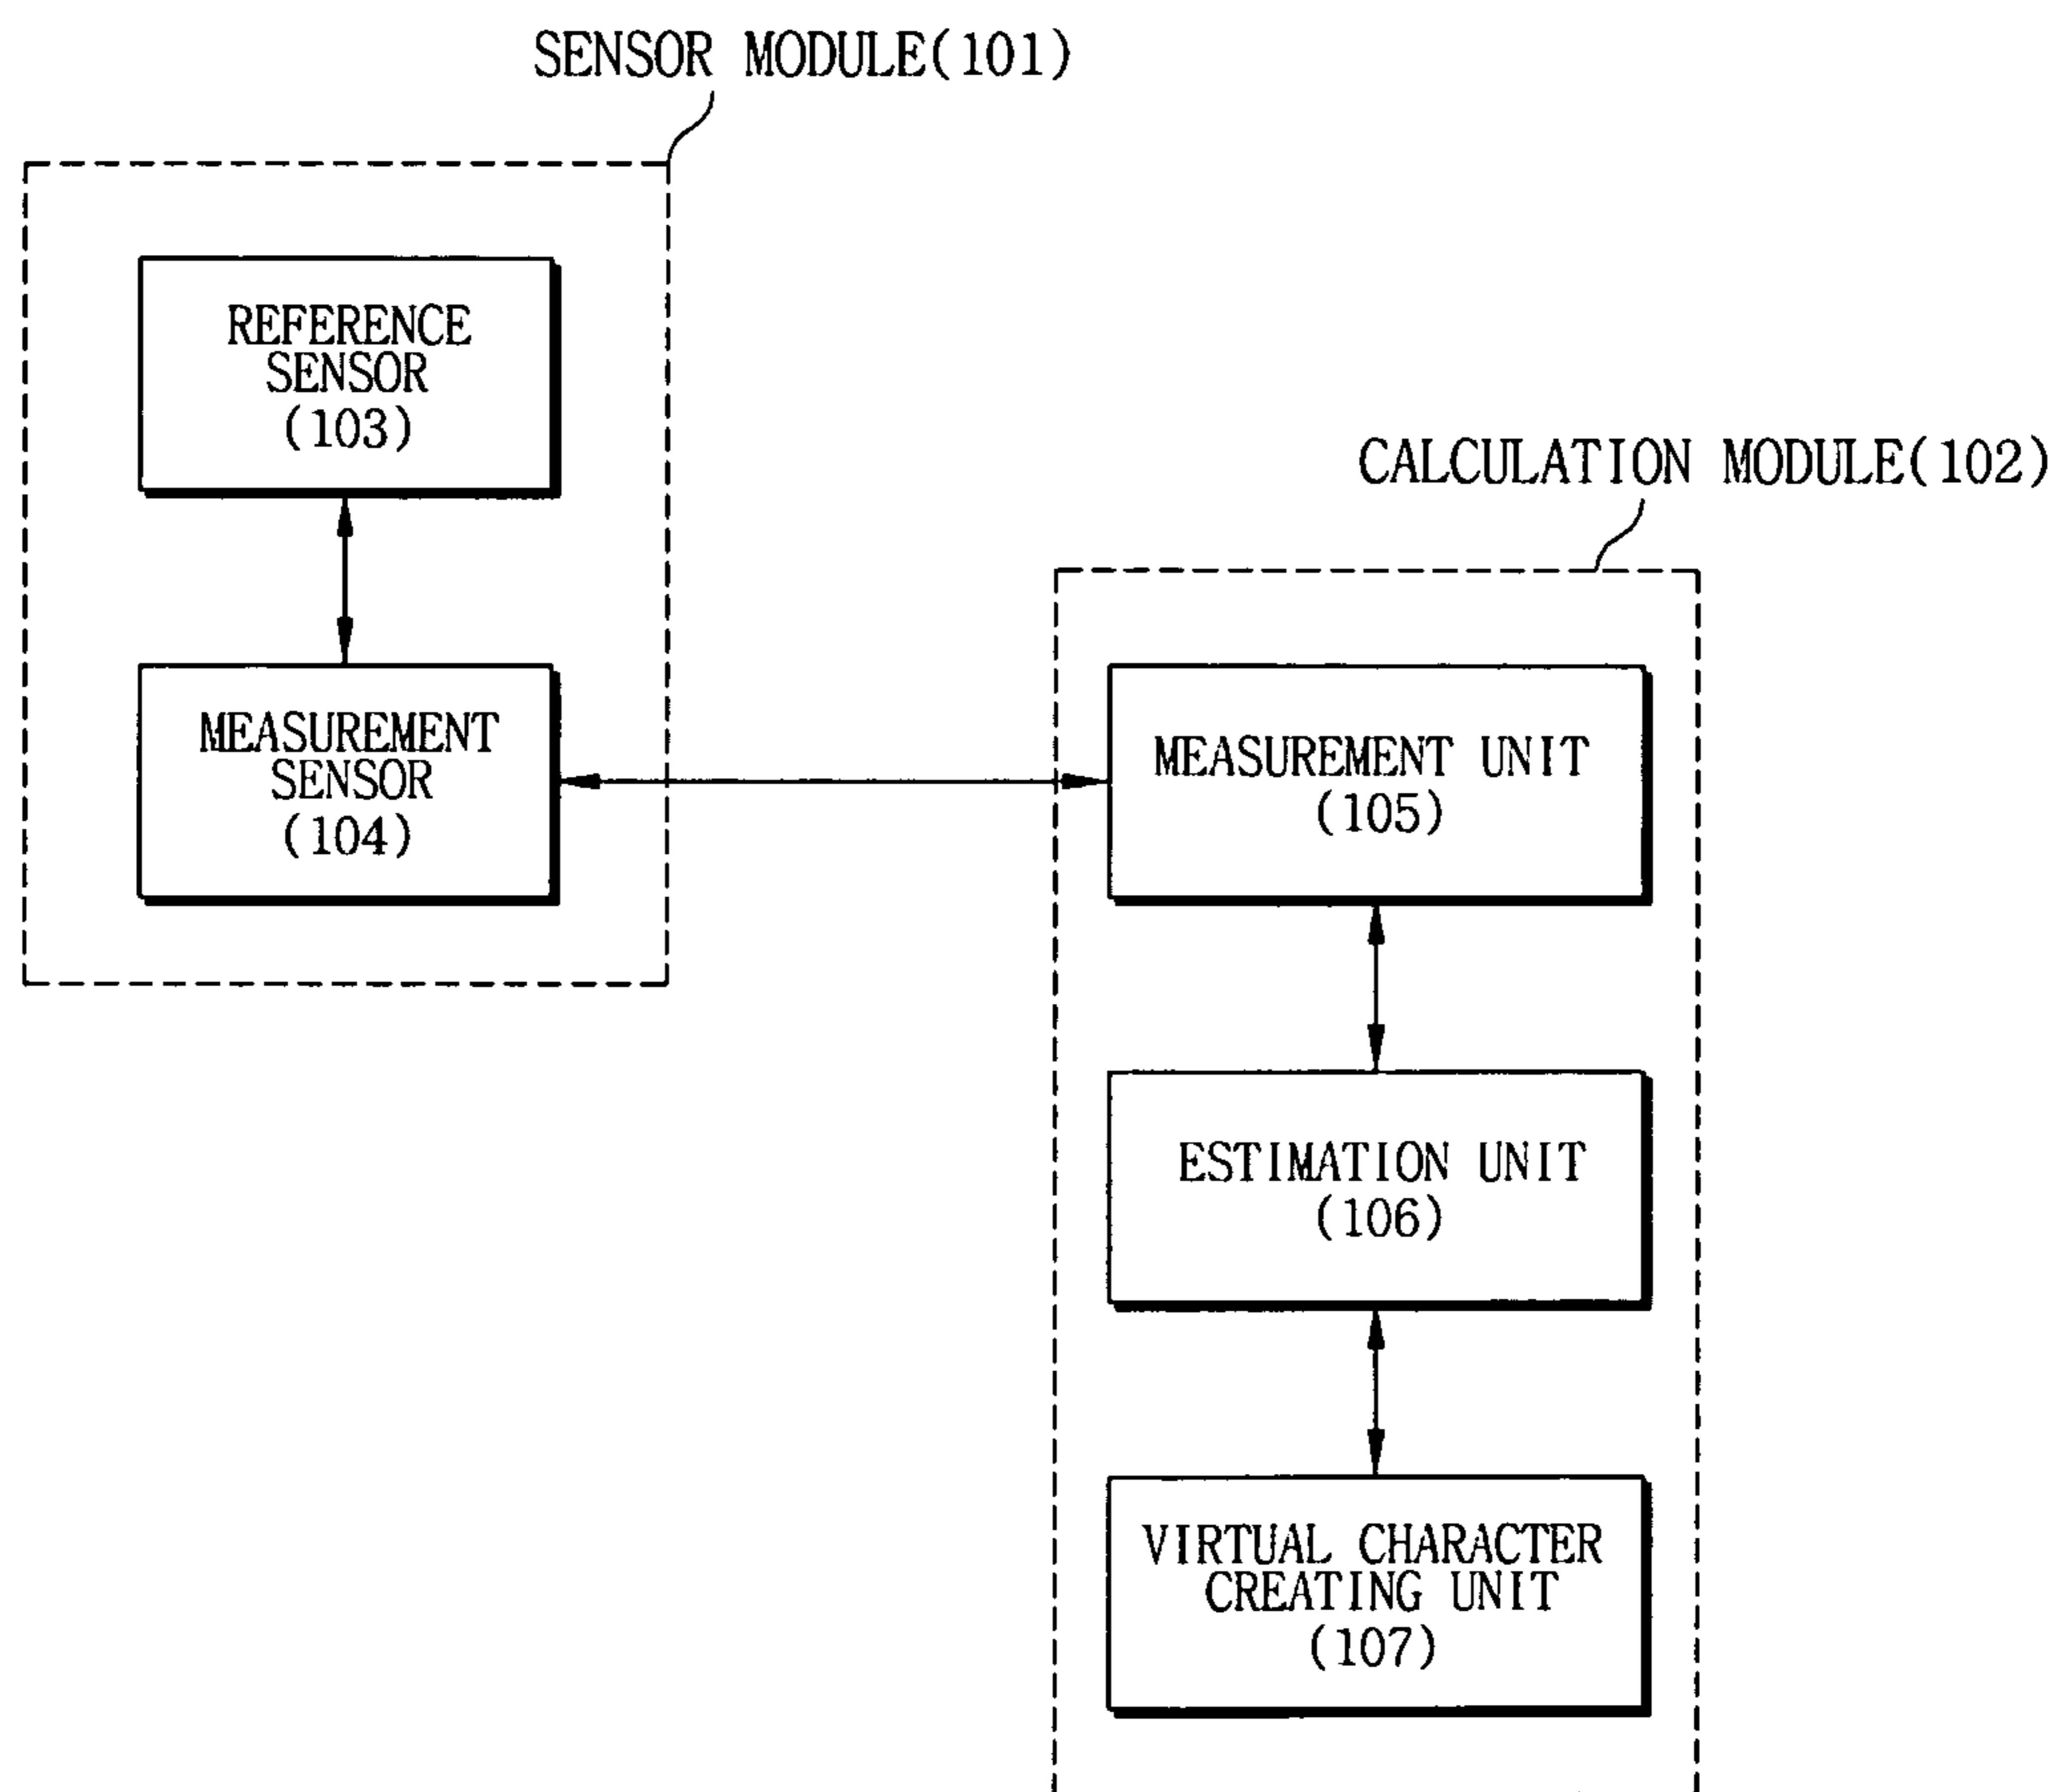 SENSOR MODULE(101)
REFERENCE
SENSOR
(103)
MEASUREMENT
SENSOR
(104)
CALCULATION MODULE(102)
MEASUREMENT UNIT
(105)
ESTIMATION UNIT
(106)
VIRTUAL CHARACTER
CREATING UNIT
(107)